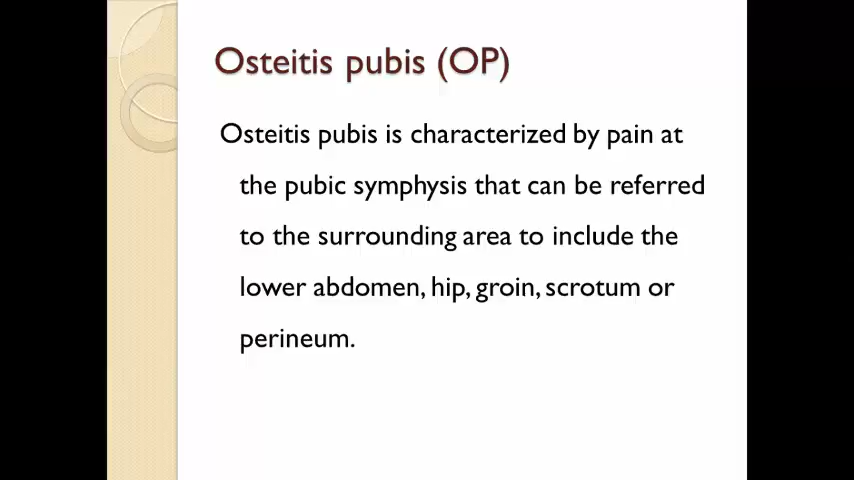 Osteitis pubis (OP)
Osteitis pubis is characterized by pain at
the pubic symphysis that can be referred
to the surrounding area to include the
lower abdomen, hip, groin, scrotum or
perineum.